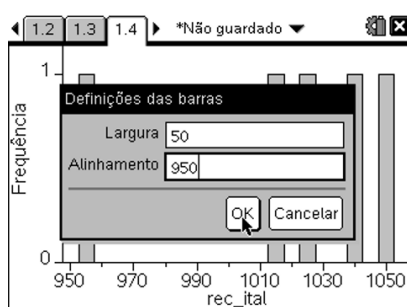 1.2 1.3 1.4 *Não guardado
1
Definições das barras
Largura 50
Alinhamento 950
OK Cancelar
Frequência
0
950 970 990 1010 1030 1050
rec_ital